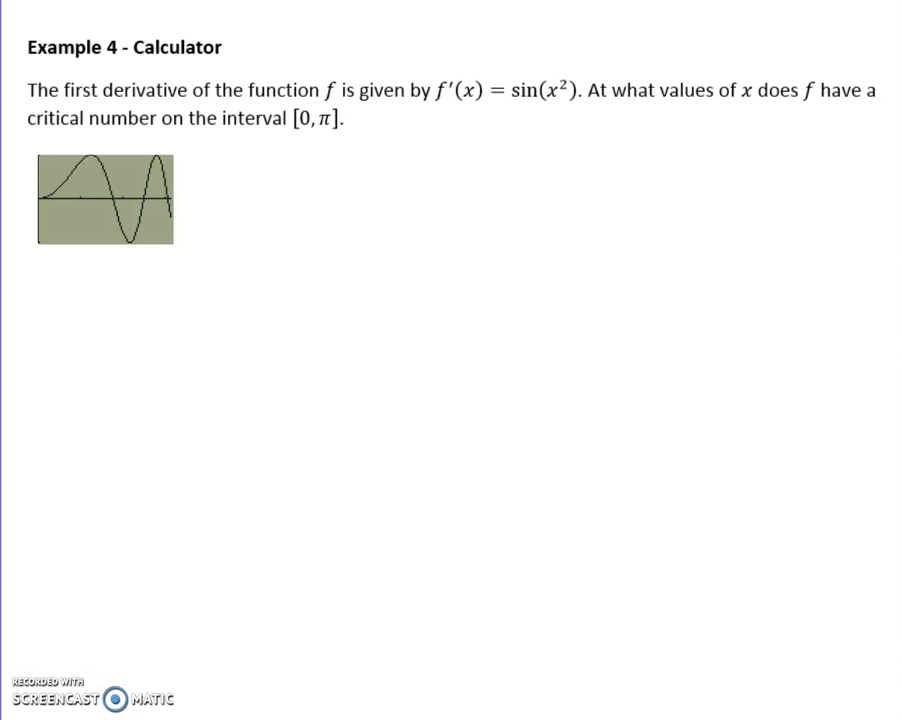 Example 4 - Calculator
The first derivative of the function f is given by f′(x) = sin(x²). At what values of x does f have a
critical number on the interval [0, π].
RECORDED WITH
SCREENCAST MATIC